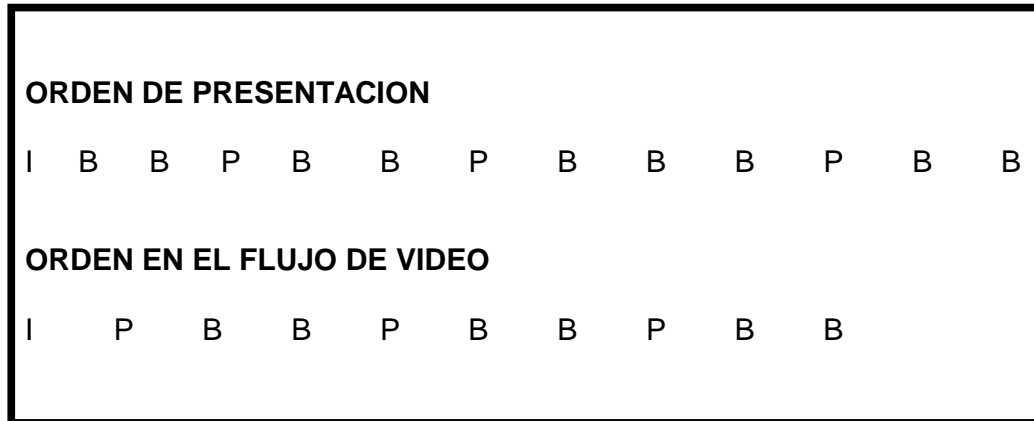 ORDEN DE PRESENTACION
I B B P B B P B B B P B B
ORDEN EN EL FLUJO DE VIDEO
I P B B P B B P B B